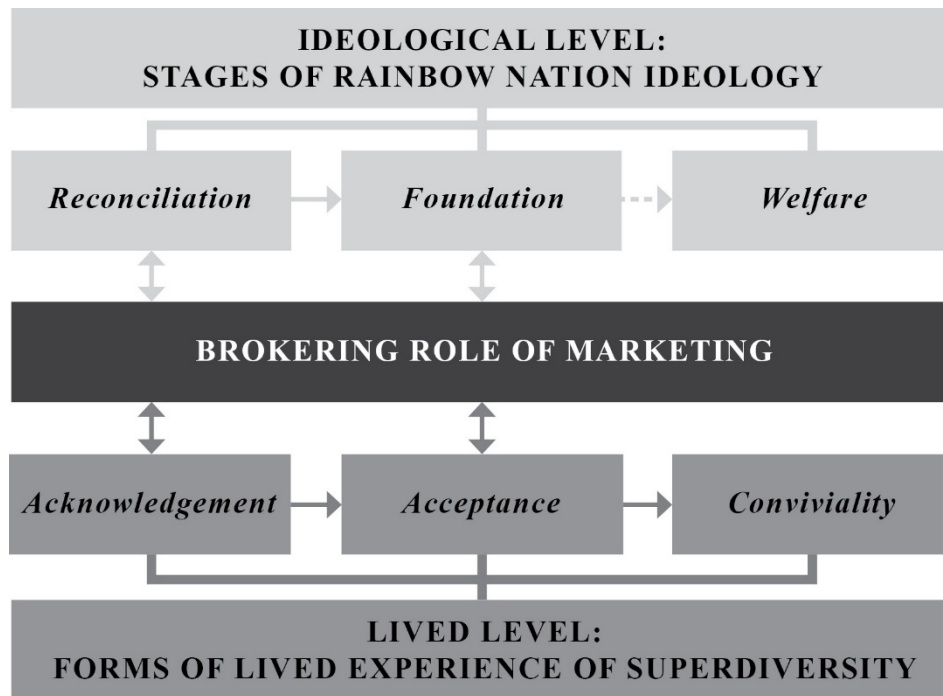 IDEOLOGICAL LEVEL:
STAGES OF RAINBOW NATION IDEOLOGY
Reconciliation
Foundation
Welfare
BROKERING ROLE OF MARKETING
Acknowledgement
Acceptance
Conviviality
LIVED LEVEL:
FORMS OF LIVED EXPERIENCE OF SUPERDIVERSITY